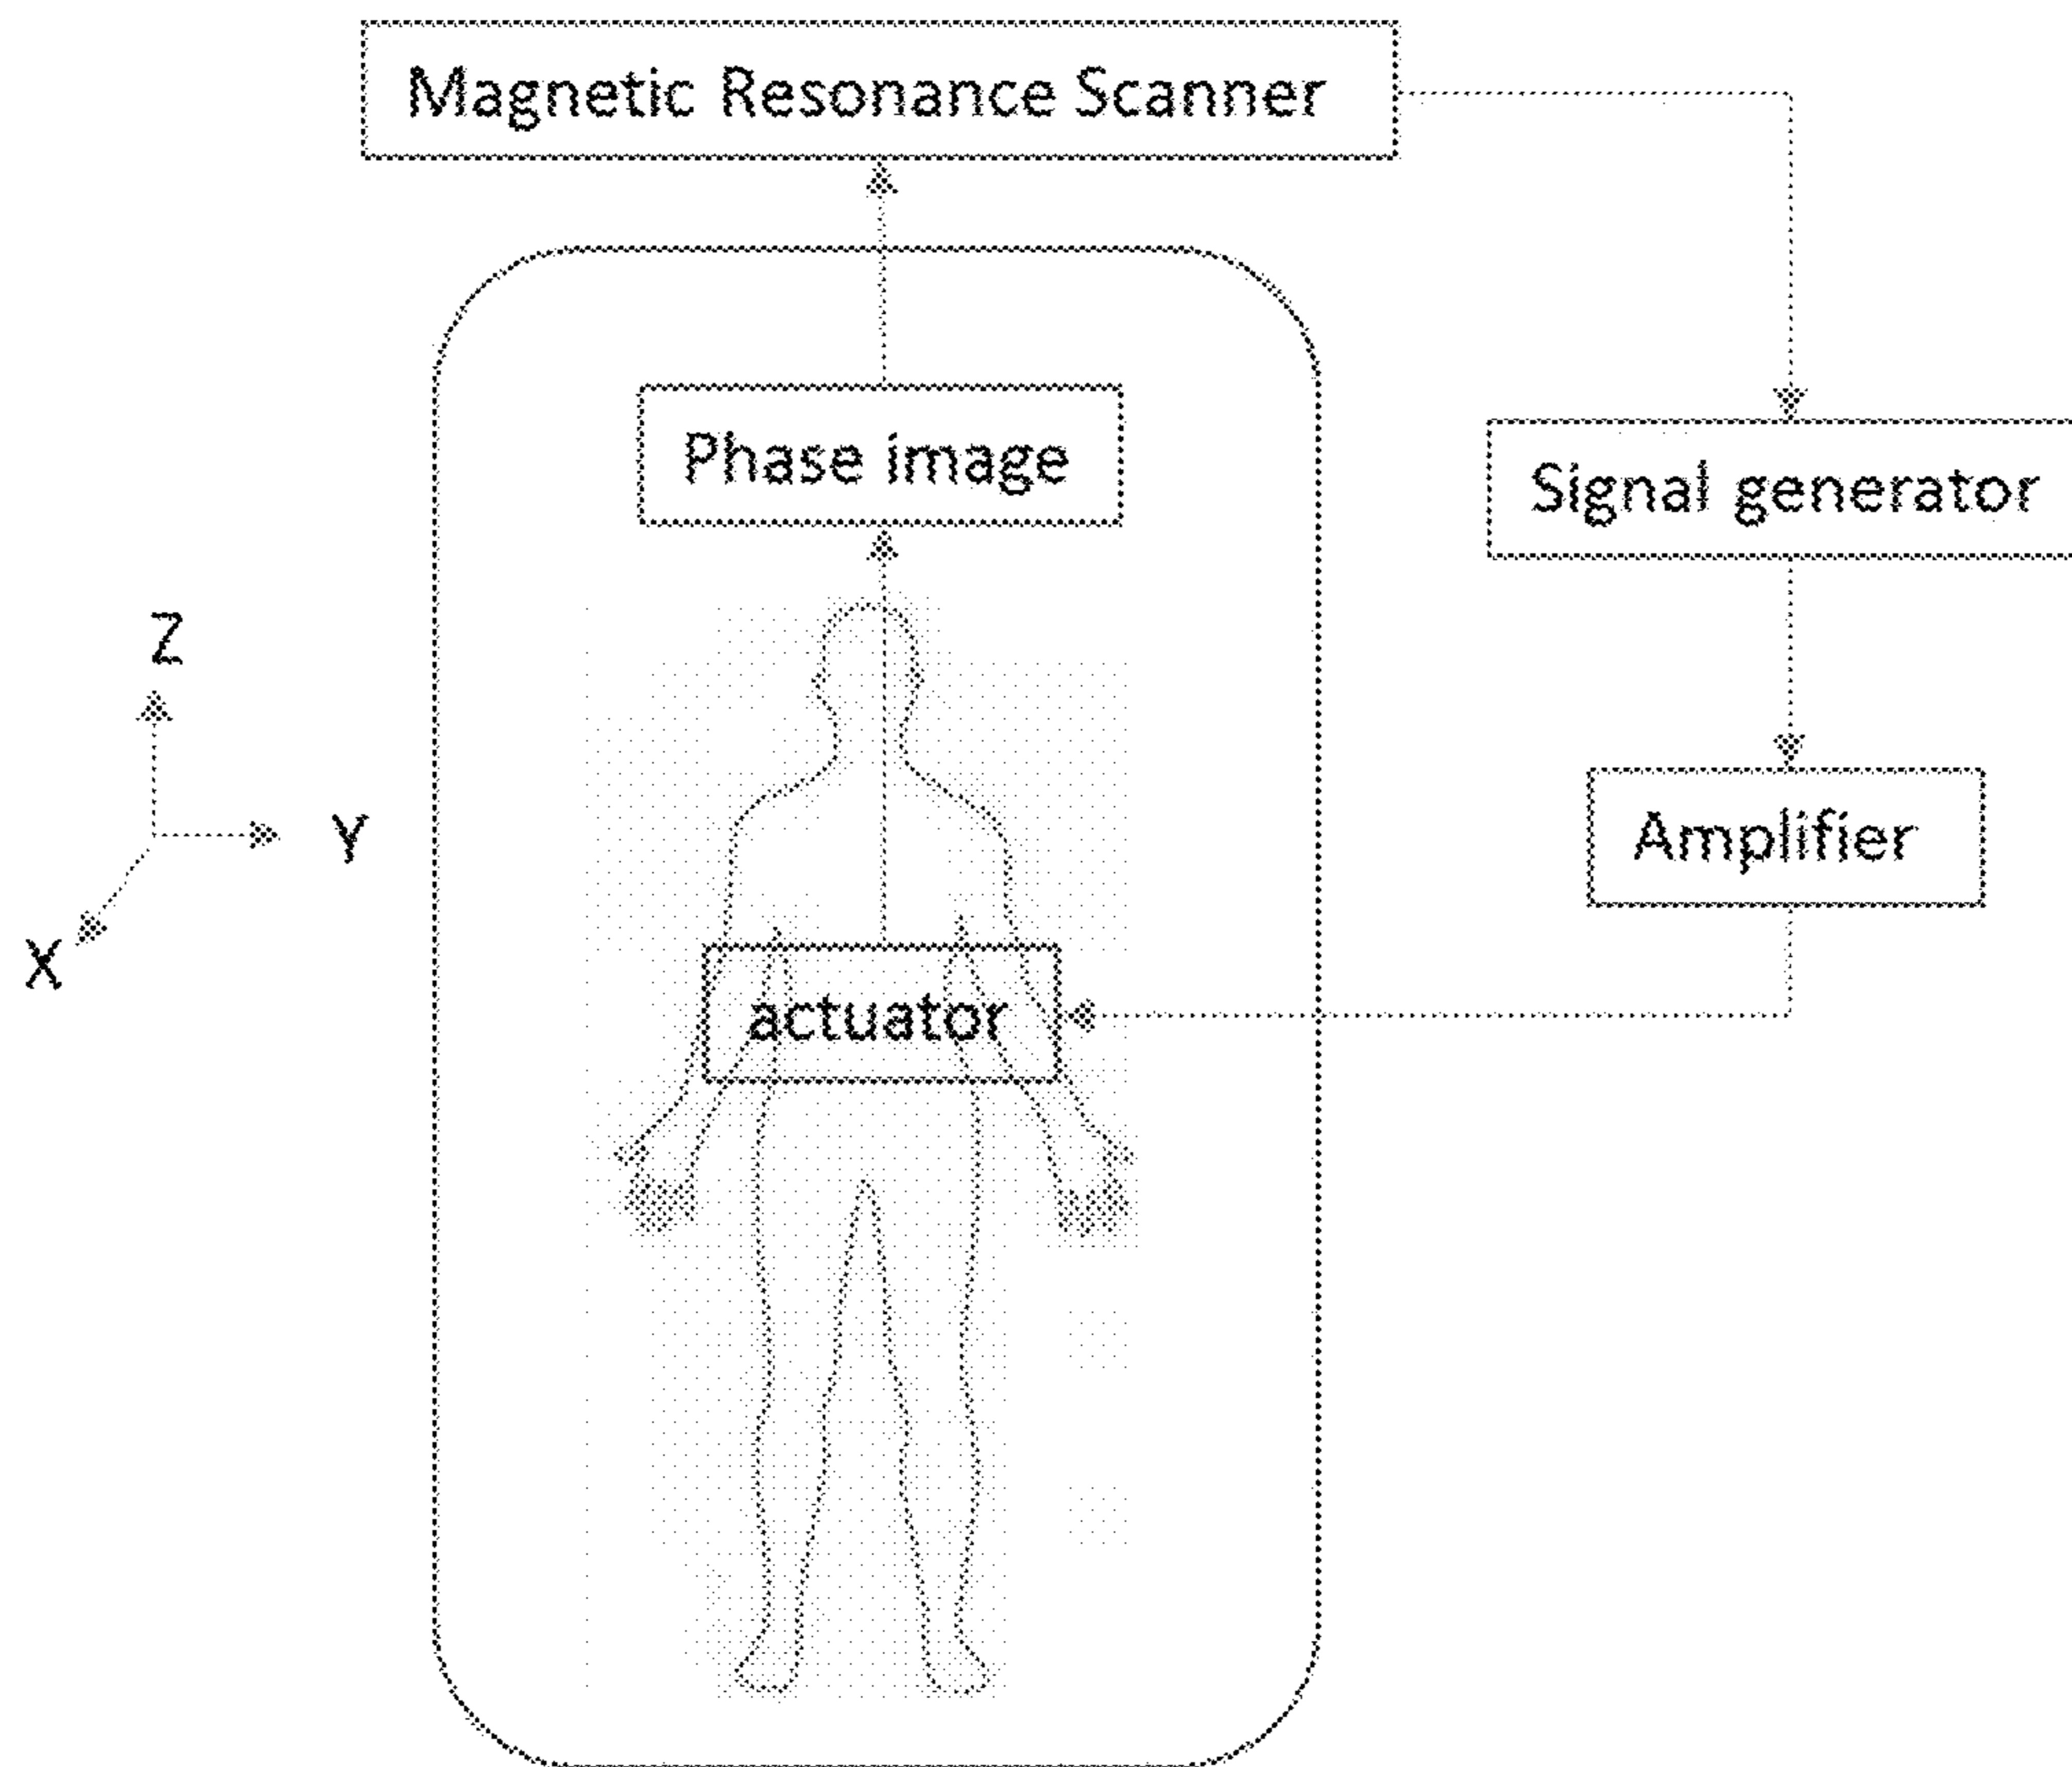 Magnetic Resonance Scanner
Phase image
Signal generator
Z
Y
Amplifier
X
actuator